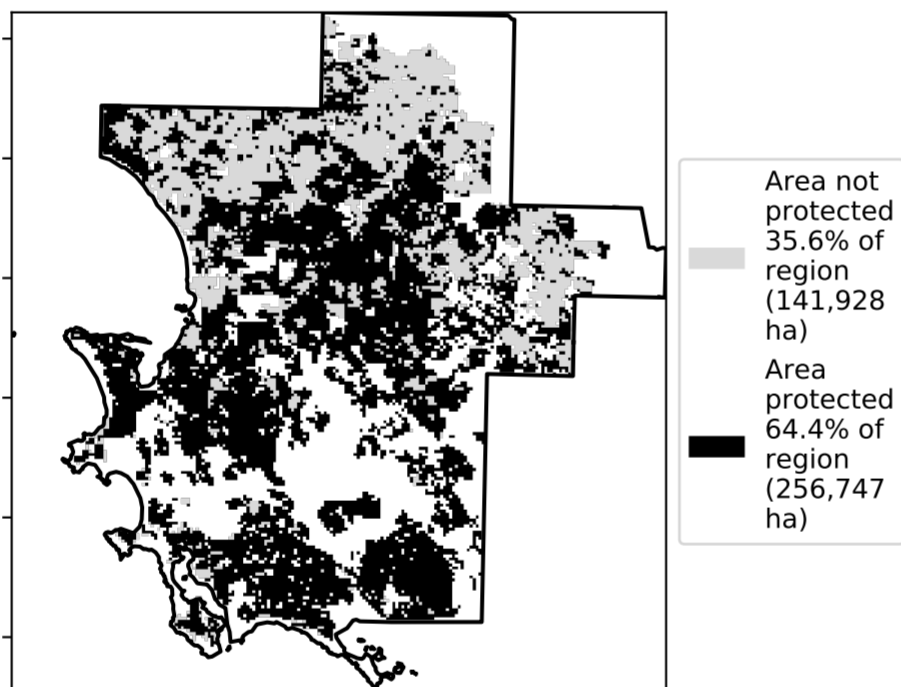 Area not
protected
35.6% of
region
(141,928
ha)
Area
protected
64.4% of
region
(256,747
ha)